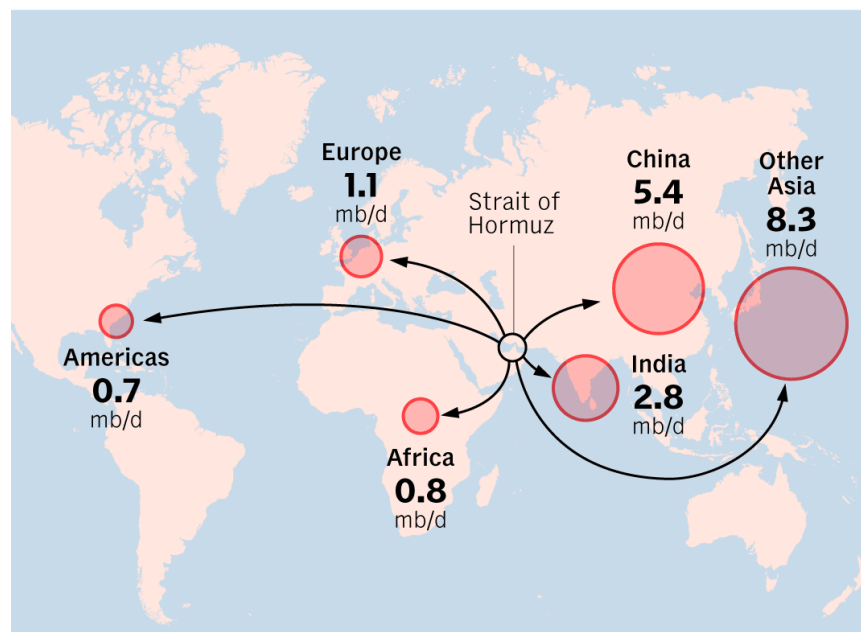 Europe
1.1
mb/d
Strait of
Hormuz
China
5.4
mb/d
Other
Asia
8.3
mb/d
Americas
0.7
mb/d
Africa
0.8
mb/d
India
2.8
mb/d